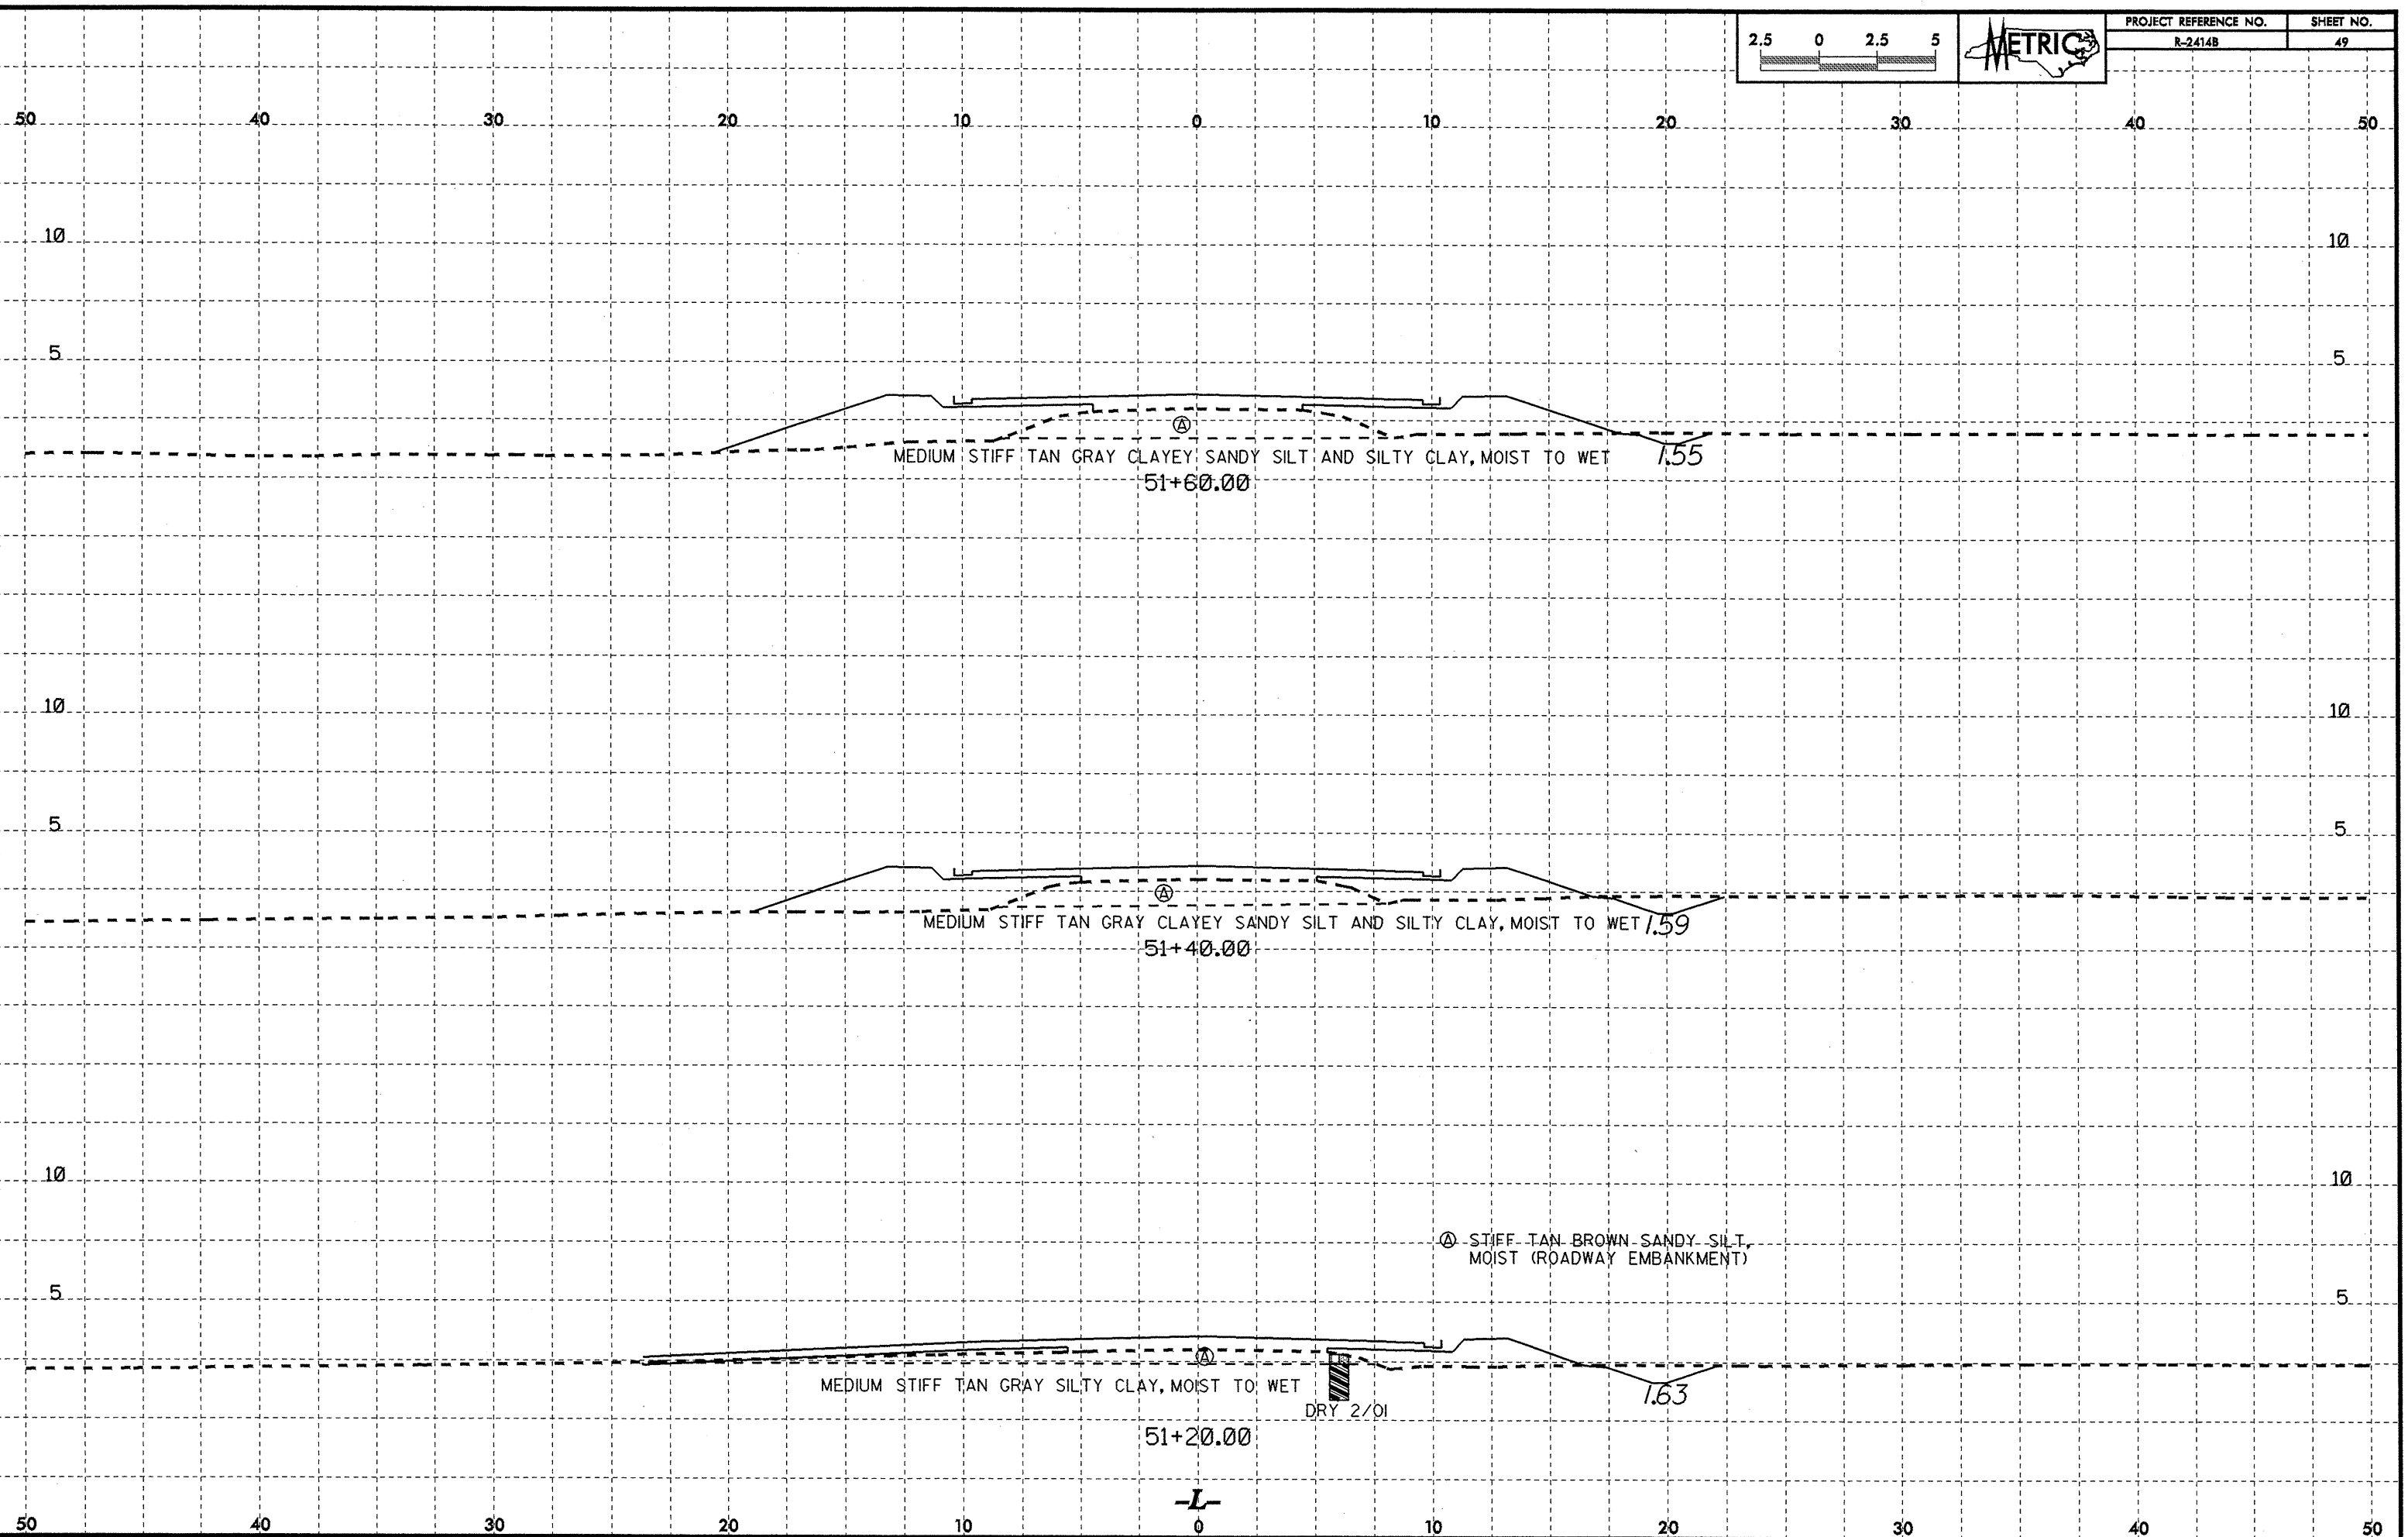 PROJECT REFERENCE NO. SHEET NO.
2.5 0 2.5 5 METRIC R-2414B 49
50 40 30 20 10 0 10 20 30 40 50
10 10
5 5
Ⓐ
MEDIUM STIFF TAN GRAY CLAYEY SANDY SILT AND SILTY CLAY, MOIST TO WET 1.55
51+60.00
10 10
5 5
Ⓐ
MEDIUM STIFF TAN GRAY CLAYEY SANDY SILT AND SILTY CLAY, MOIST TO WET 1.59
51+40.00
10 10
Ⓐ STIFF TAN BROWN SANDY SILT,
MOIST (ROADWAY EMBANKMENT)
5 5
Ⓐ
MEDIUM STIFF TAN GRAY SILTY CLAY, MOIST TO WET 1.63
DRY 2/01
51+20.00
-L-
50 40 30 20 10 0 10 20 30 40 50